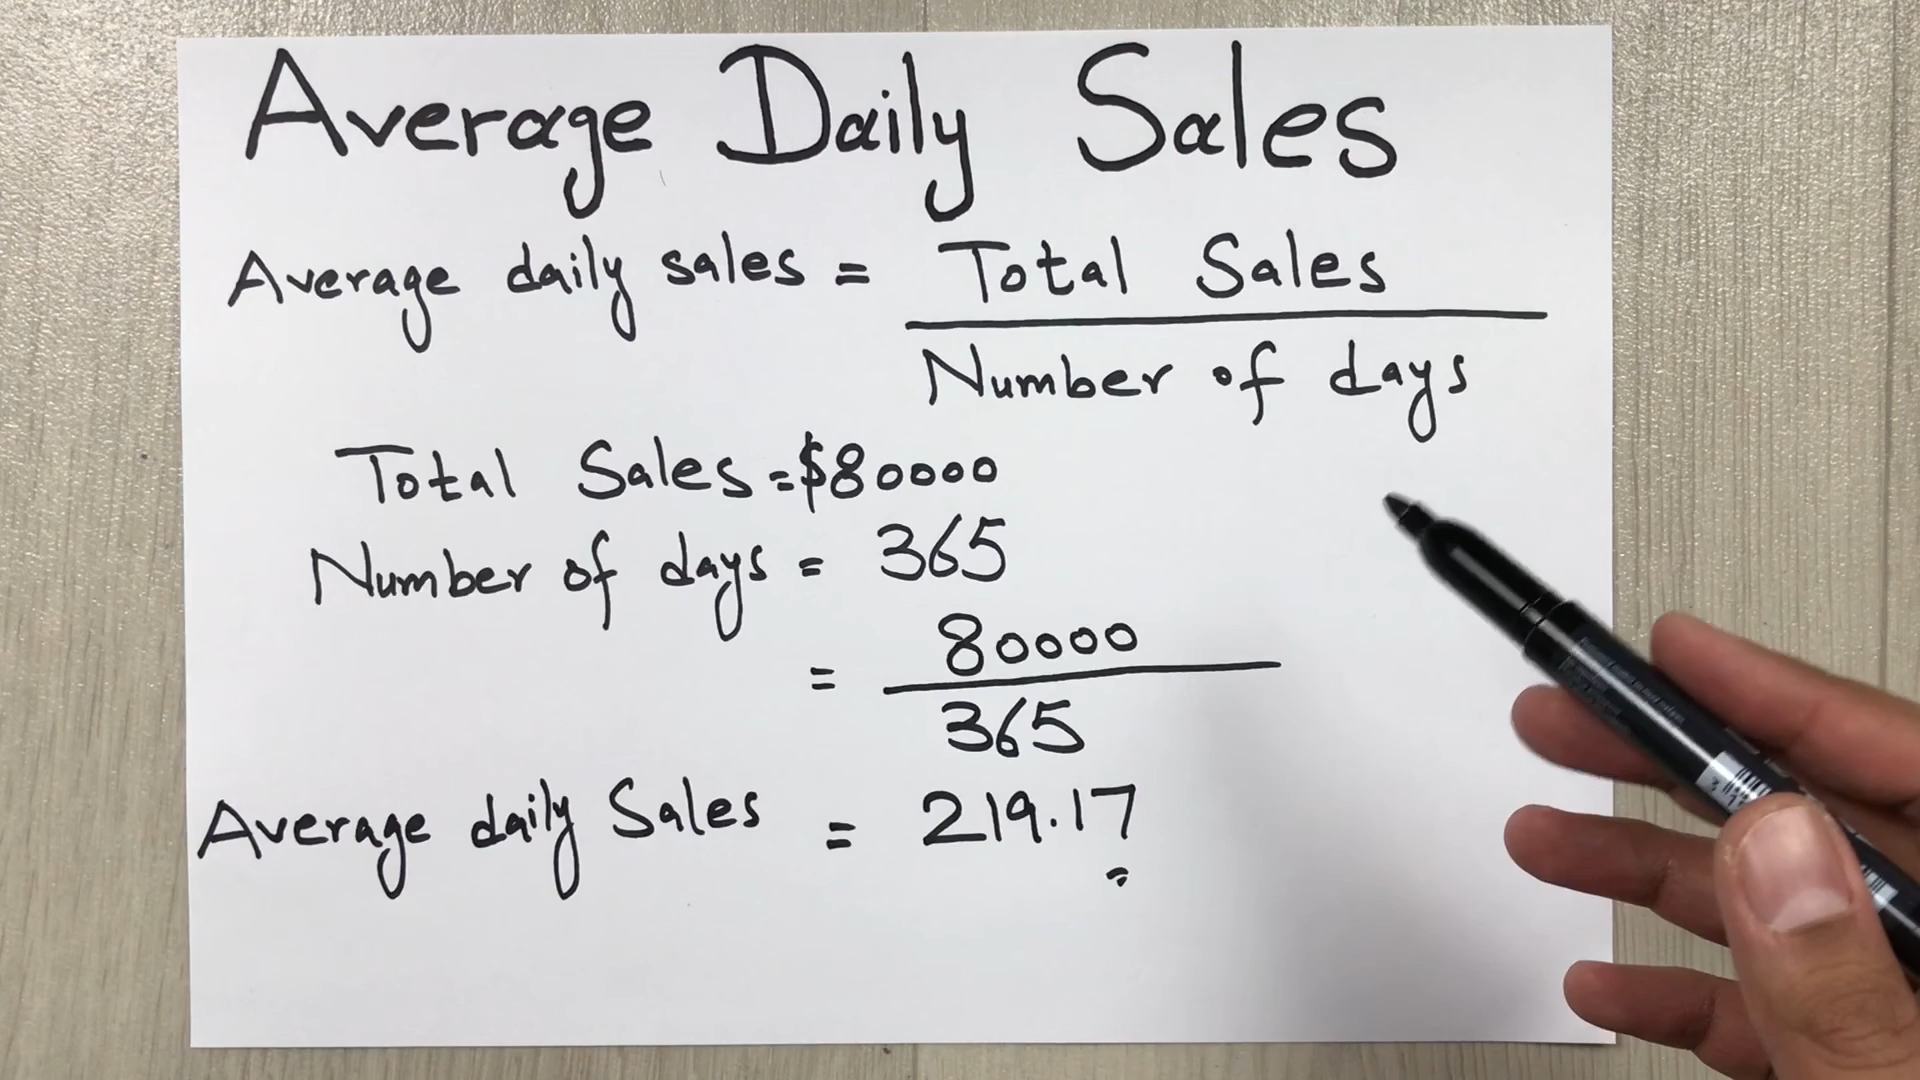 Average Daily Sales
Average daily sales = Total Sales
Number of days
Total Sales = $80000
Number of days = 365
= 80000
365
Average daily Sales = 219.17